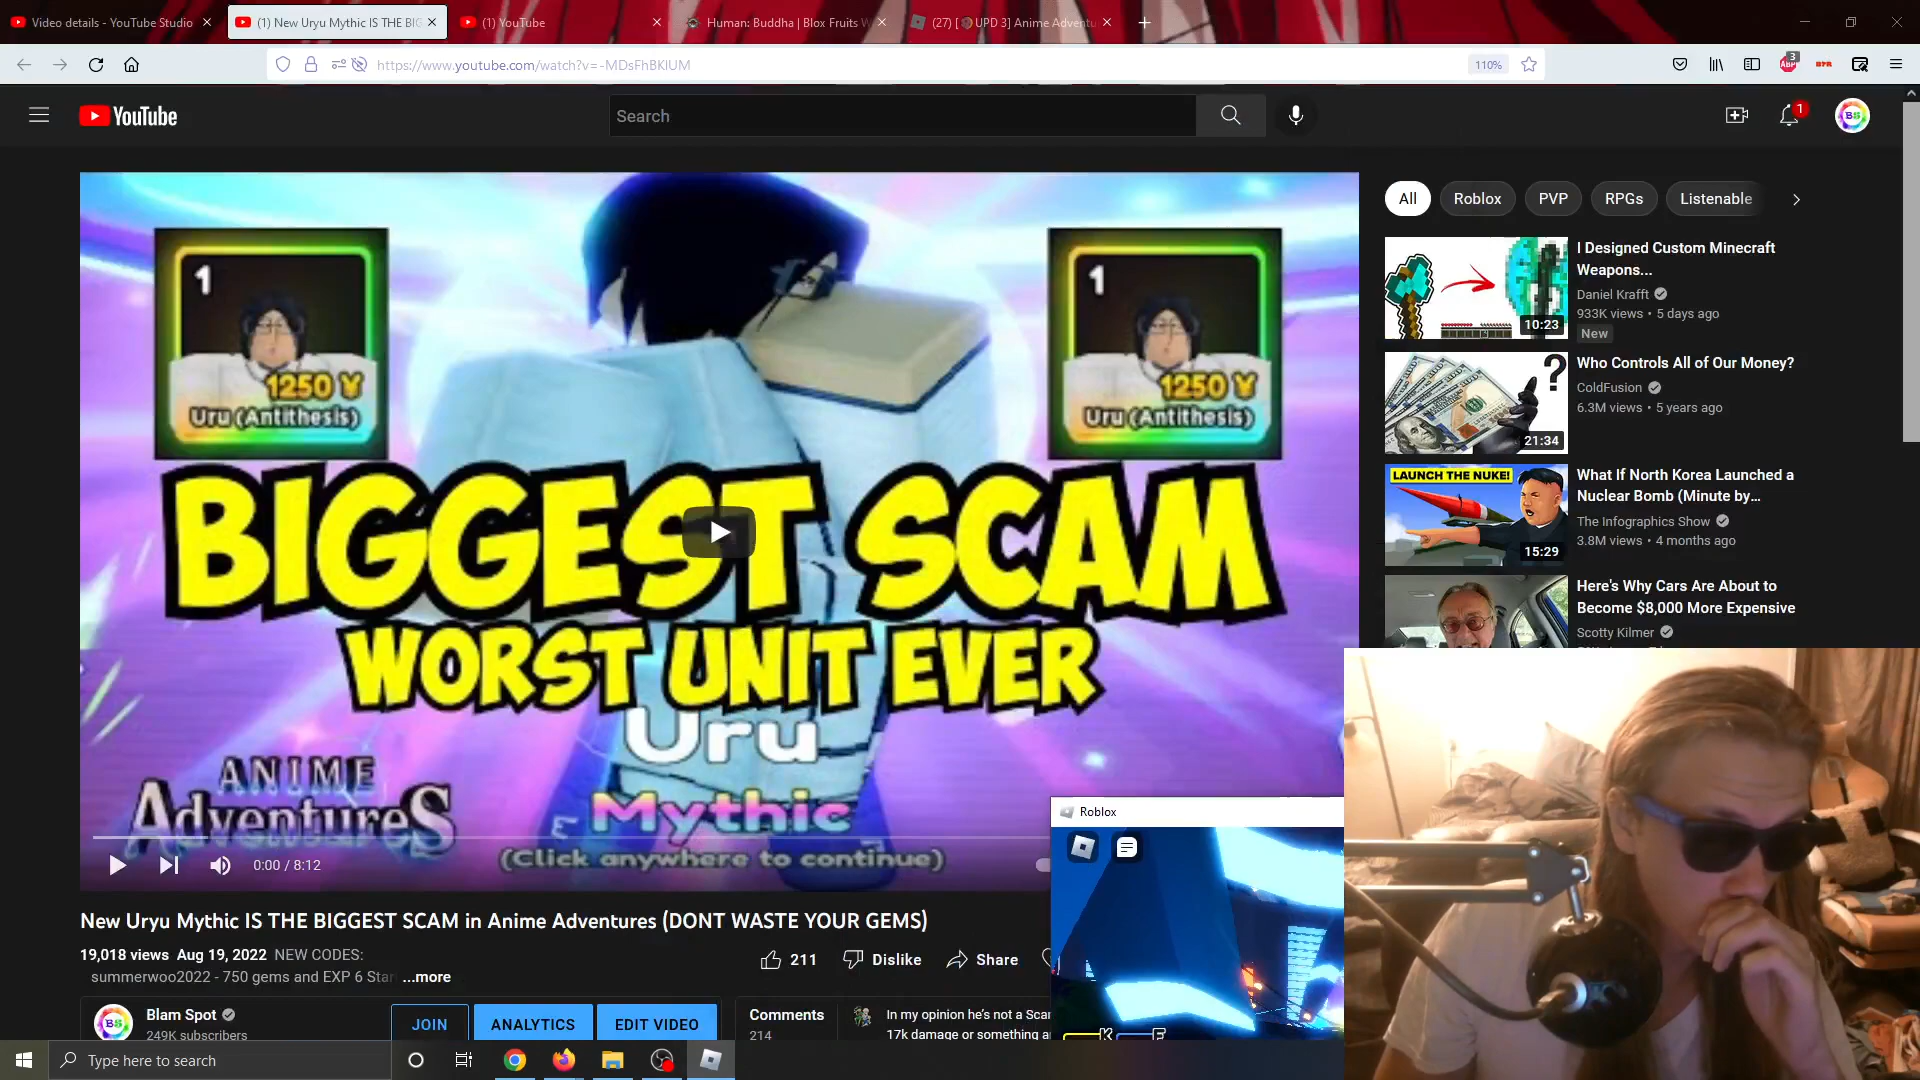 Video details - YouTube Studio
(1) New Uryu Mythic IS THE BIG
(1) YouTube
Human: Buddha | Blox Fruits W
(27) [ UPD 3] Anime Adventu
https://www.youtube.com/watch?v=-MDsFhBKlUM
110%
3
YouTube
Search
1
BS
All
Roblox
PVP
RPGs
Listenable
1
1250 ¥
Uru (Antithesis)
1
1250 ¥
Uru (Antithesis)
BIGGEST SCAM
WORST UNIT EVER
Uru
Mythic
(Click anywhere to continue)
ANIME
Adventures
0:00 / 8:12
I Designed Custom Minecraft
Weapons...
Daniel Krafft
933K views • 5 days ago
New
10:23
Who Controls All of Our Money?
ColdFusion
6.3M views • 5 years ago
?
21:34
LAUNCH THE NUKE!
What If North Korea Launched a
Nuclear Bomb (Minute by...
The Infographics Show
3.8M views • 4 months ago
15:29
Here's Why Cars Are About to
Become $8,000 More Expensive
Scotty Kilmer
Roblox
K
F
New Uryu Mythic IS THE BIGGEST SCAM in Anime Adventures (DONT WASTE YOUR GEMS)
19,018 views Aug 19, 2022 NEW CODES:
summerwoo2022 - 750 gems and EXP 6 Star ...more
211
Dislike
Share
BS
Blam Spot
249K subscribers
JOIN
ANALYTICS
EDIT VIDEO
Comments
214
In my opinion he's not a Scar
17k damage or something a
Type here to search